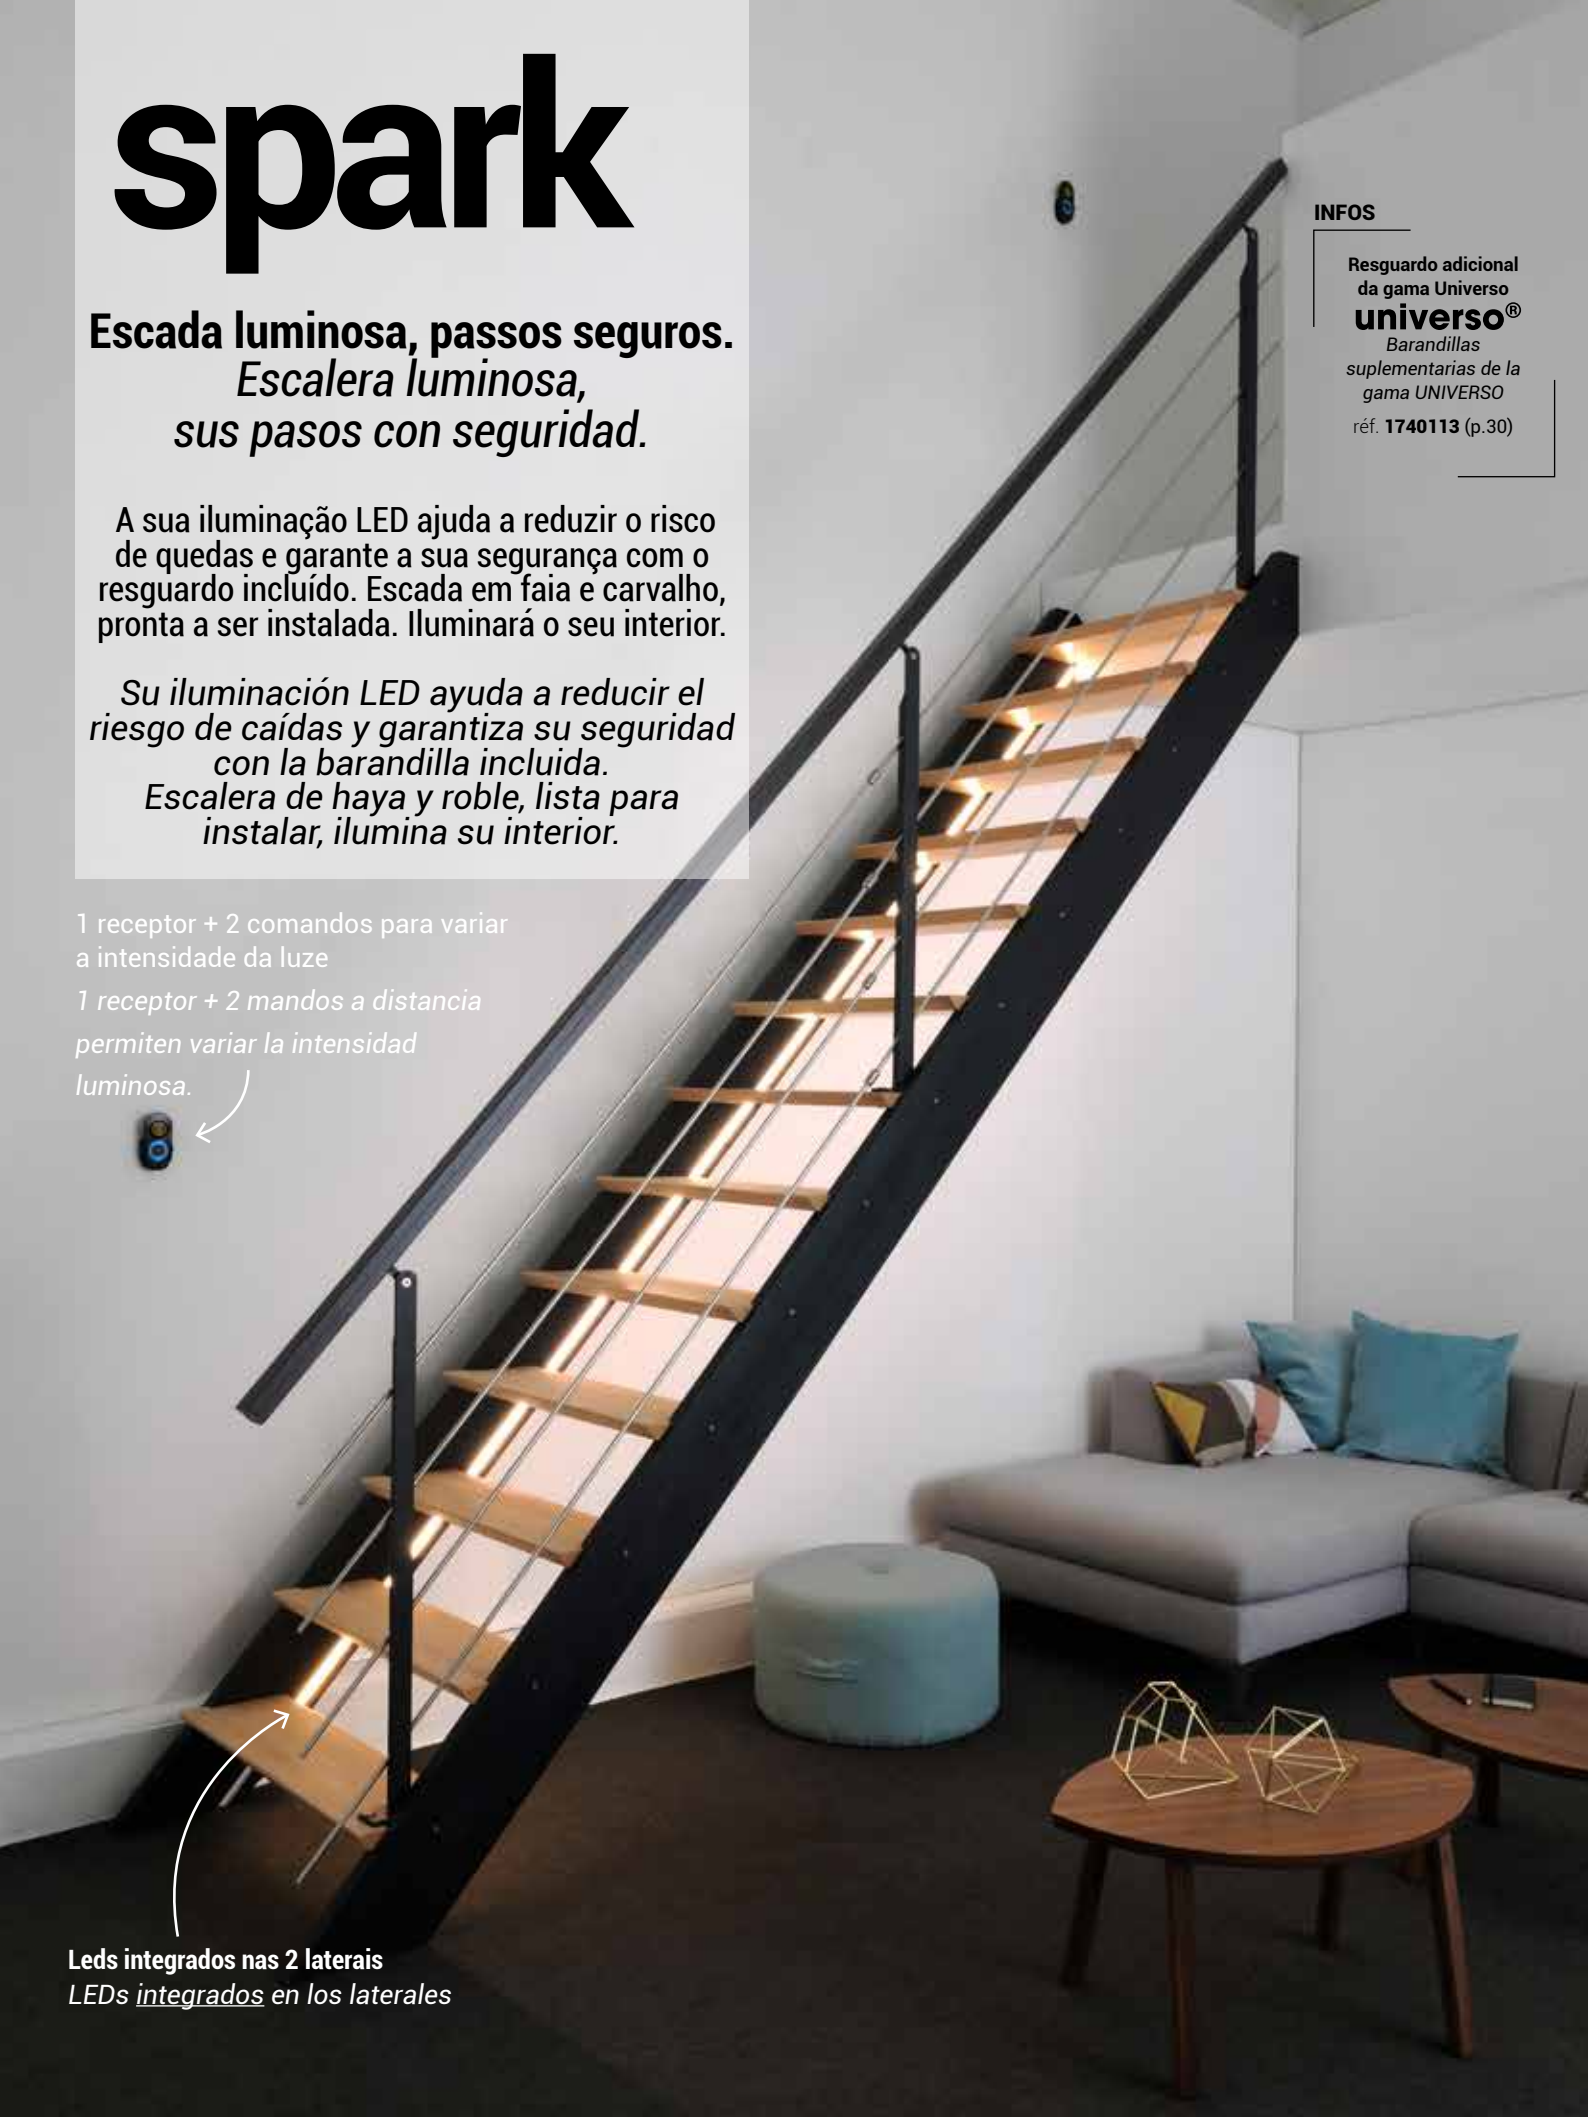 spark
Escada luminosa, passos seguros.
Escalera luminosa,
sus pasos con seguridad.
A sua iluminação LED ajuda a reduzir o risco
de quedas e garante a sua segurança com o
resguardo incluído. Escada em faia e carvalho,
pronta a ser instalada. Iluminará o seu interior.
Su iluminación LED ayuda a reducir el
riesgo de caídas y garantiza su seguridad
con la barandilla incluida.
Escalera de haya y roble, lista para
instalar, ilumina su interior.
1 receptor + 2 comandos para variar
a intensidade da luze
1 receptor + 2 mandos a distancia
permiten variar la intensidad
luminosa.
INFOS
Resguardo adicional
da gama Universo
universo®
Barandillas
suplementarias de la
gama UNIVERSO
réf. 1740113 (p.30)
Leds integrados nas 2 laterais
LEDs integrados en los laterales